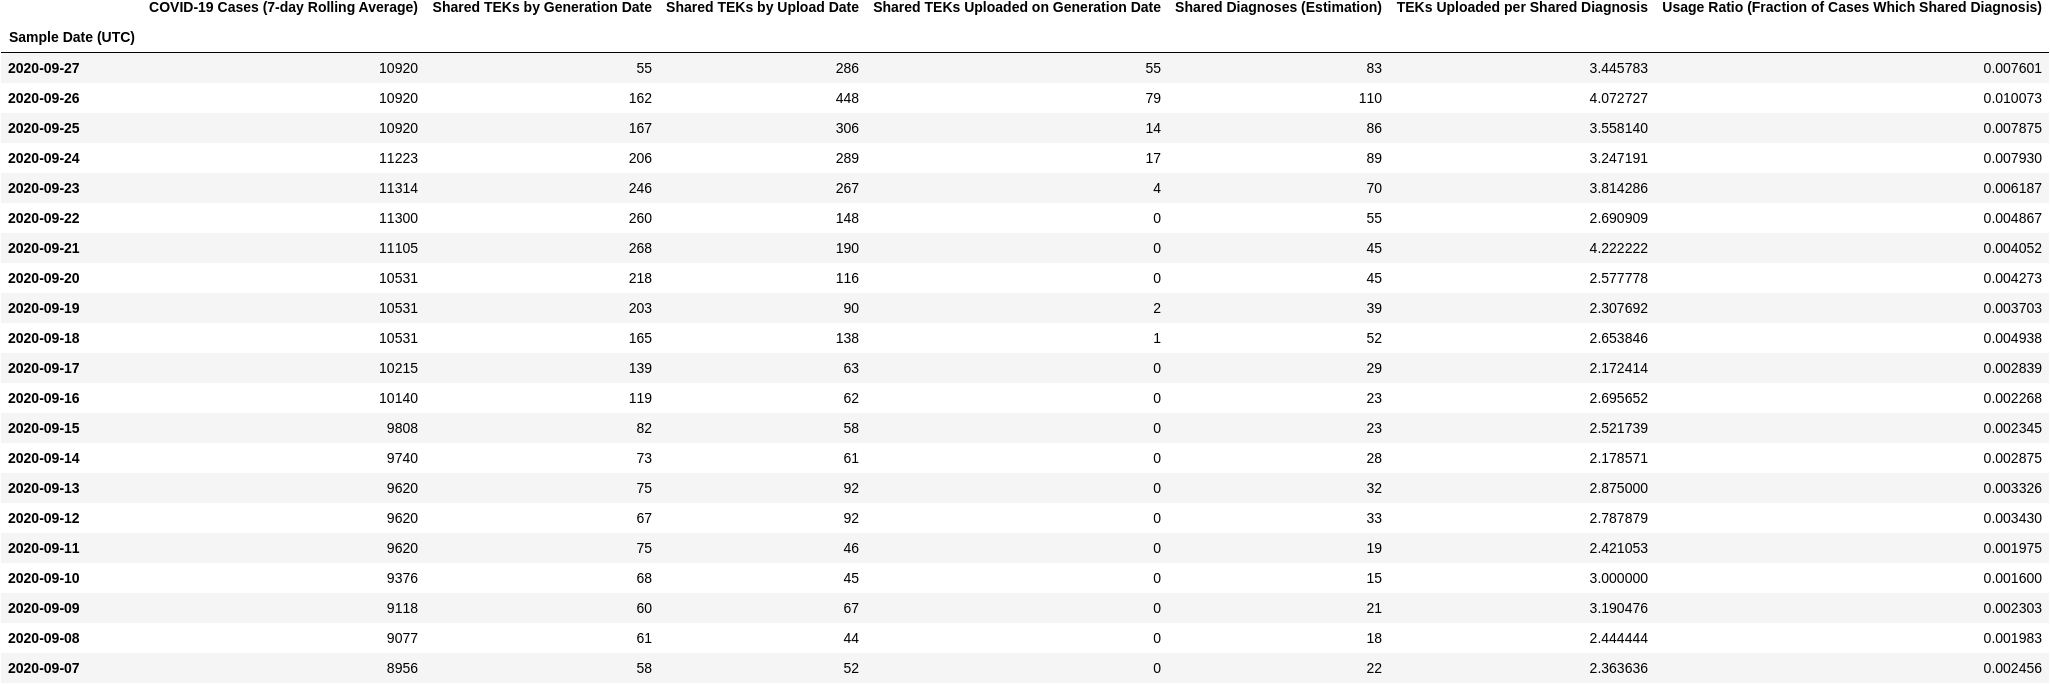 COVID-19 Cases (7-day Rolling Average) Shared TEKs by Generation Date Shared TEKs by Upload Date Shared TEKs Uploaded on Generation Date Shared Diagnoses (Estimation) TEKs Uploaded per Shared Diagnosis Usage Ratio (Fraction of Cases Which Shared Diagnosis)
Sample Date (UTC)
2020-09-27 10920 55 286 55 83 3.445783 0.007601
2020-09-26 10920 162 448 79 110 4.072727 0.010073
2020-09-25 10920 167 306 14 86 3.558140 0.007875
2020-09-24 11223 206 289 17 89 3.247191 0.007930
2020-09-23 11314 246 267 4 70 3.814286 0.006187
2020-09-22 11300 260 148 0 55 2.690909 0.004867
2020-09-21 11105 268 190 0 45 4.222222 0.004052
2020-09-20 10531 218 116 0 45 2.577778 0.004273
2020-09-19 10531 203 90 2 39 2.307692 0.003703
2020-09-18 10531 165 138 1 52 2.653846 0.004938
2020-09-17 10215 139 63 0 29 2.172414 0.002839
2020-09-16 10140 119 62 0 23 2.695652 0.002268
2020-09-15 9808 82 58 0 23 2.521739 0.002345
2020-09-14 9740 73 61 0 28 2.178571 0.002875
2020-09-13 9620 75 92 0 32 2.875000 0.003326
2020-09-12 9620 67 92 0 33 2.787879 0.003430
2020-09-11 9620 75 46 0 19 2.421053 0.001975
2020-09-10 9376 68 45 0 15 3.000000 0.001600
2020-09-09 9118 60 67 0 21 3.190476 0.002303
2020-09-08 9077 61 44 0 18 2.444444 0.001983
2020-09-07 8956 58 52 0 22 2.363636 0.002456